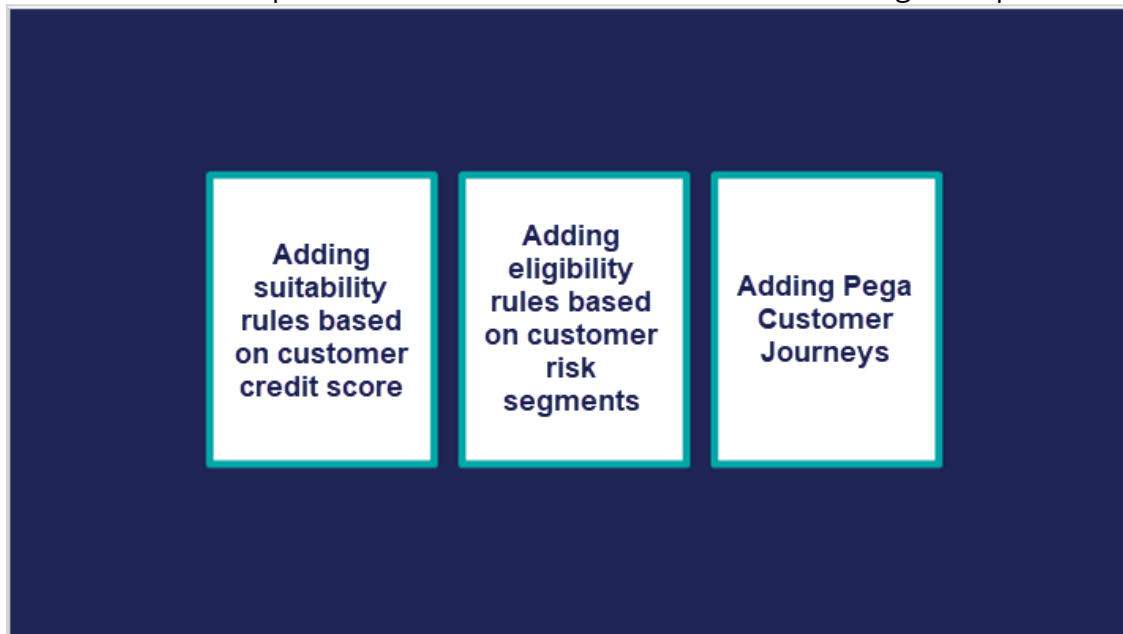 Adding
suitability
rules based
on customer
credit score
Adding
eligibility
rules based
on customer
risk
segments
Adding Pega
Customer
Journeys